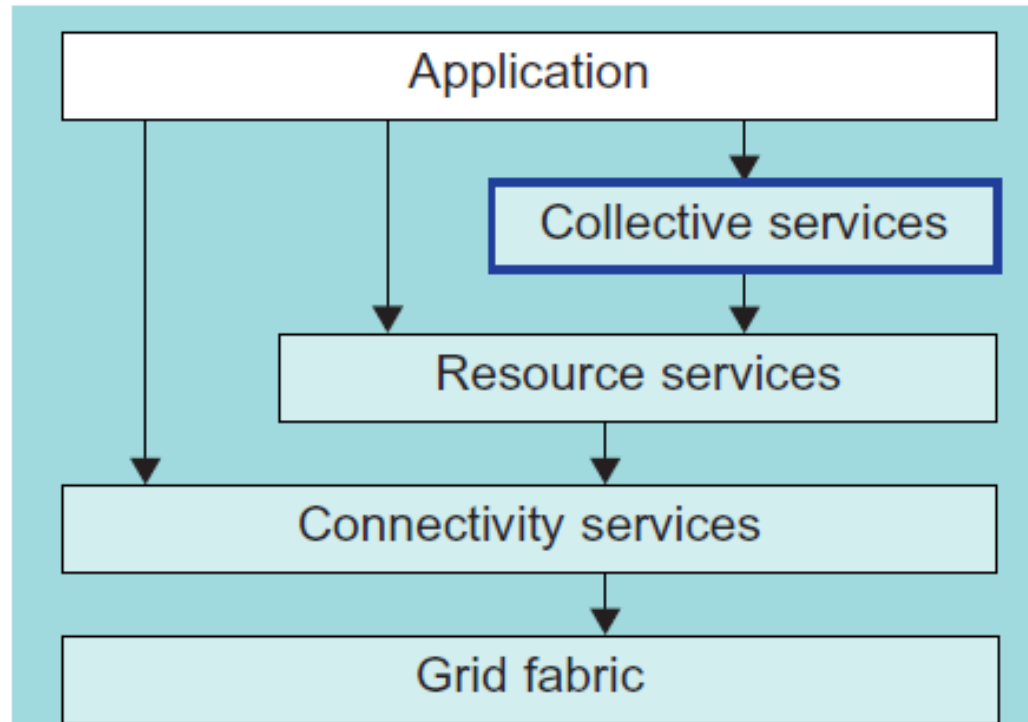 Application
Collective services
Resource services
Connectivity services
Grid fabric